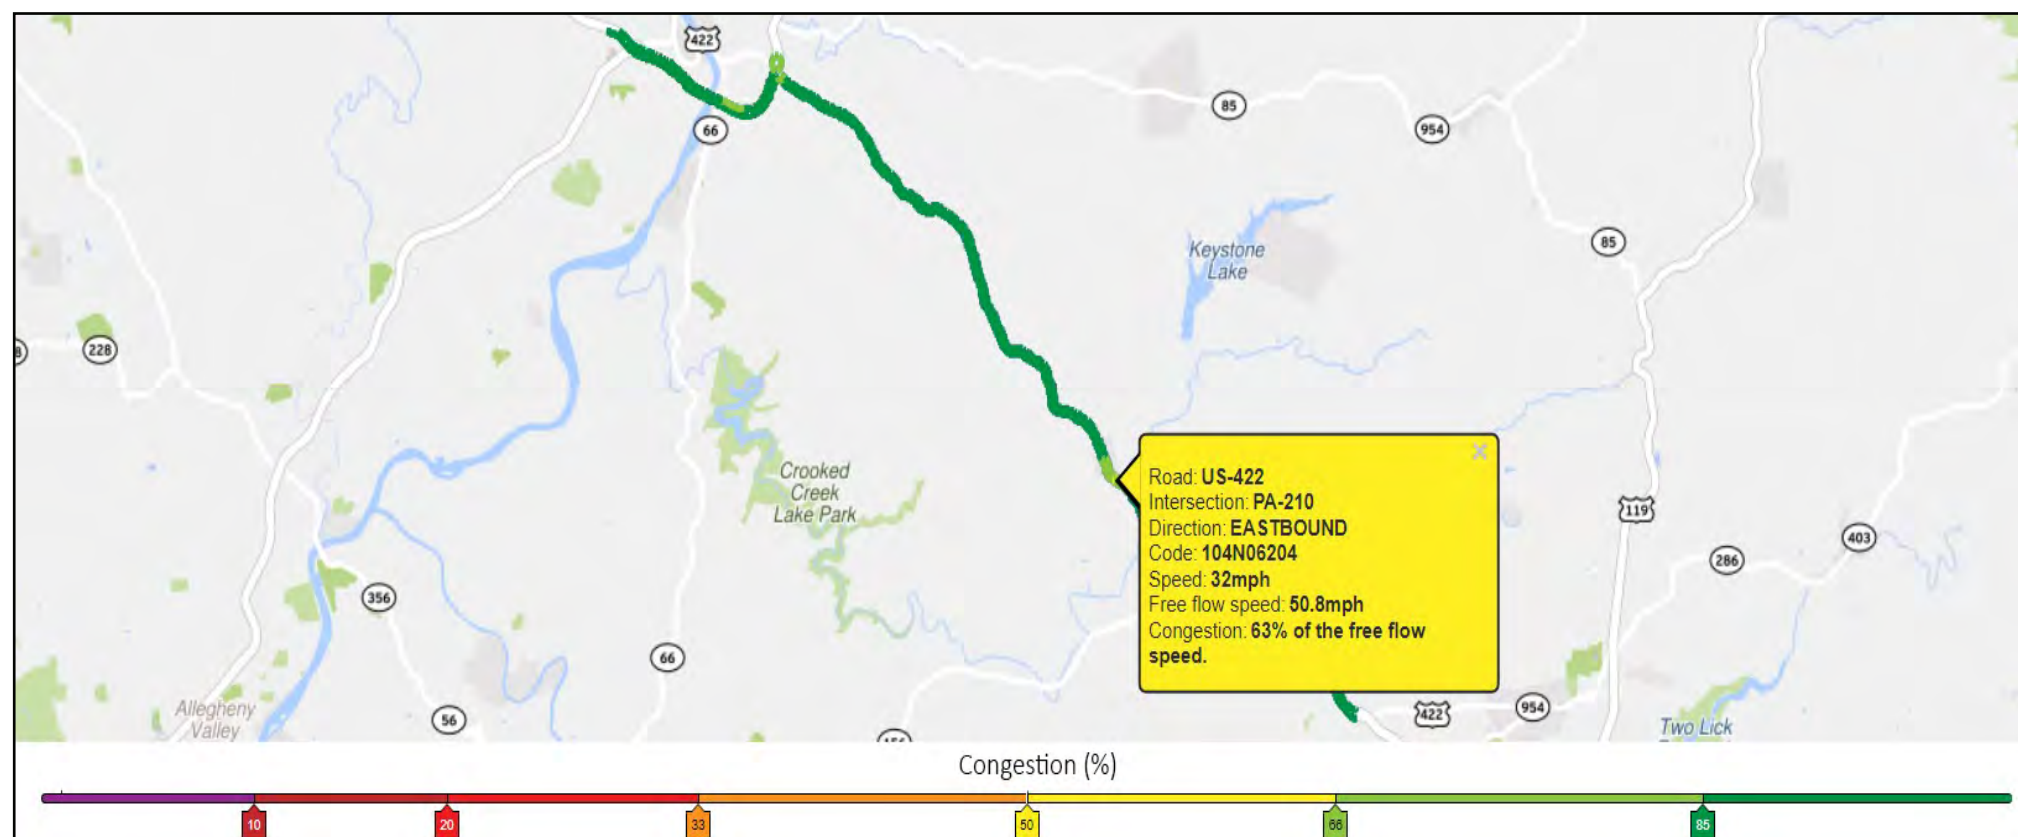 422
66
85
954
Keystone
Lake
85
228
Crooked
Creek
Lake Park
Road: US-422
Intersection: PA-210
Direction: EASTBOUND
Code: 104N06204
Speed: 32mph
Free flow speed: 50.8mph
Congestion: 63% of the free flow
speed.
119
403
286
356
66
Allegheny
Valley
56
422
954
Two Lick
Congestion (%)
10 20 33 50 66 85